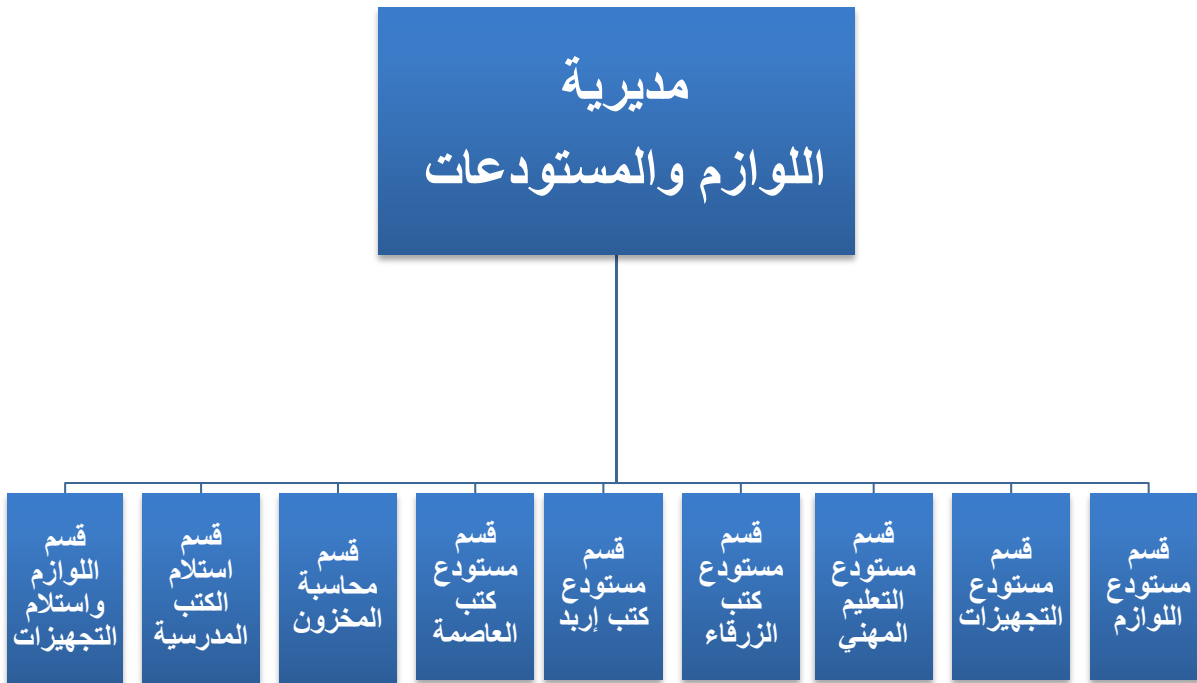 مديرية
اللوازم والمستودعات
قسم
مستودع
اللوازم
قسم
مستودع
التجهيزات
قسم
مستودع
التعليم
المهني
قسم
مستودع
كتب
الزرقاء
قسم
مستودع
كتب إربد
قسم
مستودع
كتب
العاصمة
قسم
محاسبة
المخزون
قسم
استلام
الكتب
المدرسية
قسم
اللوازم
واستلام
التجهيزات